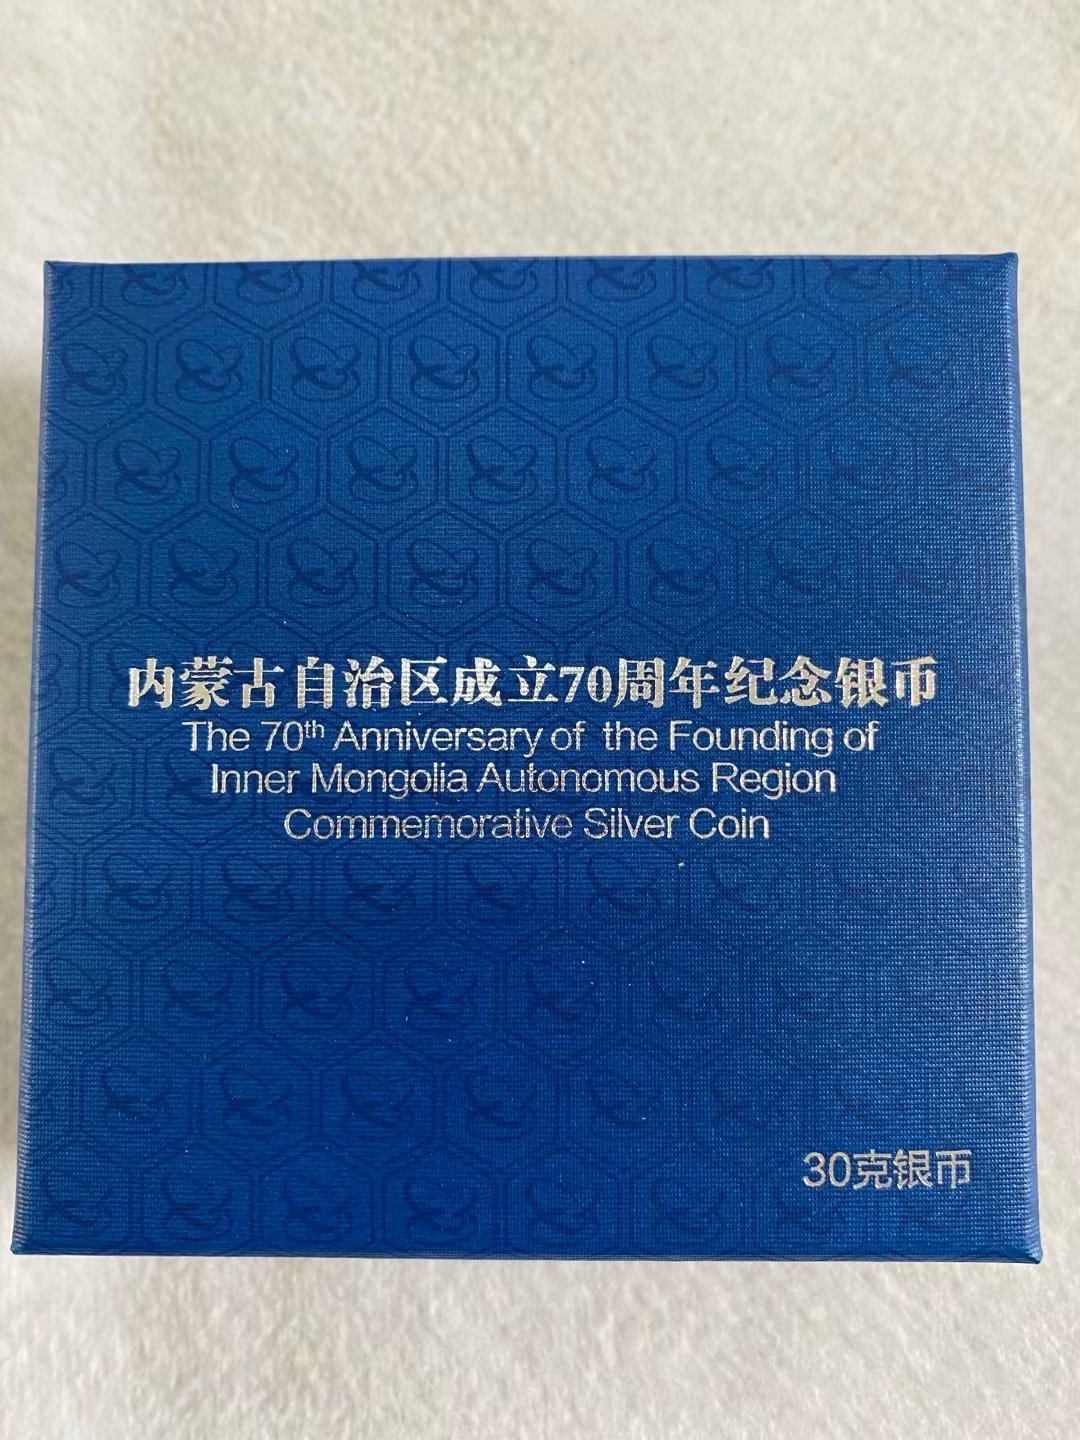 内蒙古自治区成立70周年纪念银币
The 70th Anniversary of the Founding of
Inner Mongolia Autonomous Region
Commemorative Silver Coin
30克银币